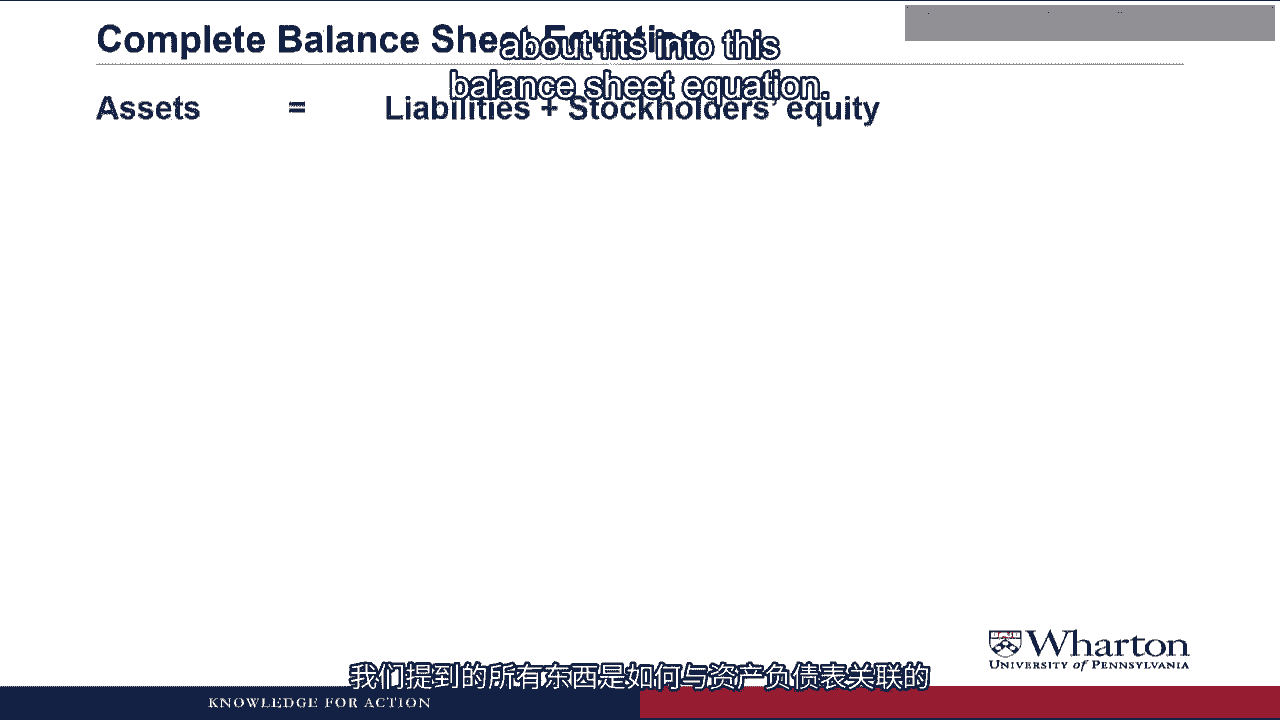 Complete Balance Sheet Equation
about fits into this
balance sheet equation.
Assets = Liabilities + Stockholders' equity
Wharton
UNIVERSITY of PENNSYLVANIA
我们提到的所有东西是如何与资产负债表关联的
KNOWLEDGE FOR ACTION